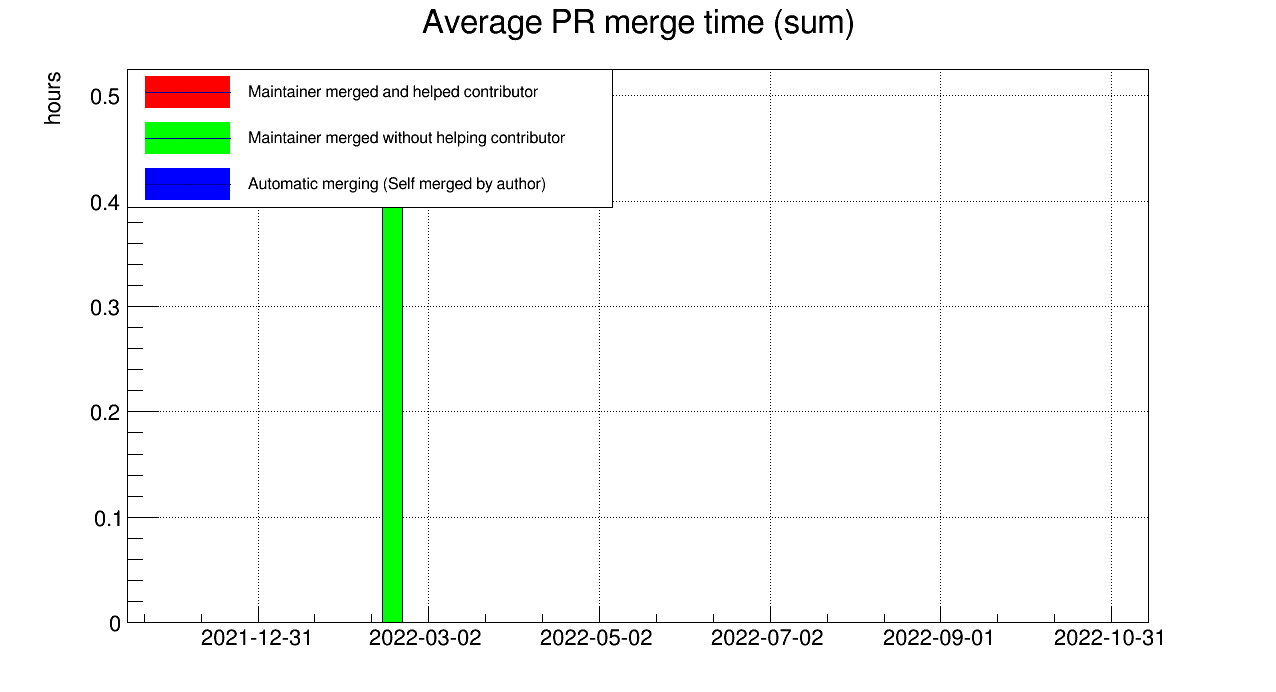 Average PR merge time (sum)
hours
Maintainer merged and helped contributor
Maintainer merged without helping contributor
Automatic merging (Self merged by author)
0.5
0.4
0.3
0.2
0.1
0
2021-12-31 2022-03-02 2022-05-02 2022-07-02 2022-09-01 2022-10-31